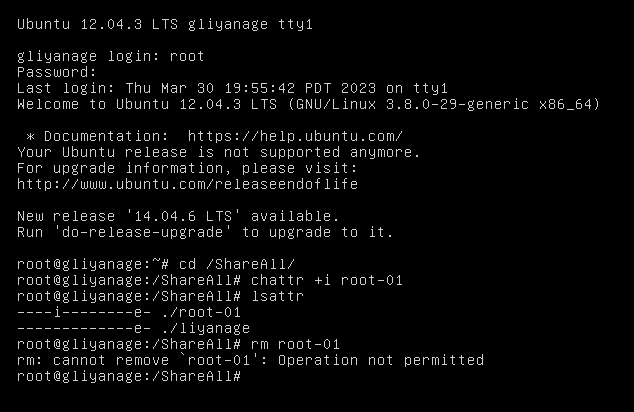 Ubuntu 12.04.3 LTS gliyanage tty1
gliyanage login: root
Password:
Last login: Thu Mar 30 19:55:42 PDT 2023 on tty1
Welcome to Ubuntu 12.04.3 LTS (GNU/Linux 3.8.0-29-generic x86_64)
 * Documentation:  https://help.ubuntu.com/
Your Ubuntu release is not supported anymore.
For upgrade information, please visit:
http://www.ubuntu.com/releaseendoflife
New release '14.04.6 LTS' available.
Run 'do-release-upgrade' to upgrade to it.
root@gliyanage:~# cd /ShareAll/
root@gliyanage:/ShareAll# chattr +i root-01
root@gliyanage:/ShareAll# lsattr
----i--------e- ./root-01
-------------e- ./liyanage
root@gliyanage:/ShareAll# rm root-01
rm: cannot remove `root-01': Operation not permitted
root@gliyanage:/ShareAll#